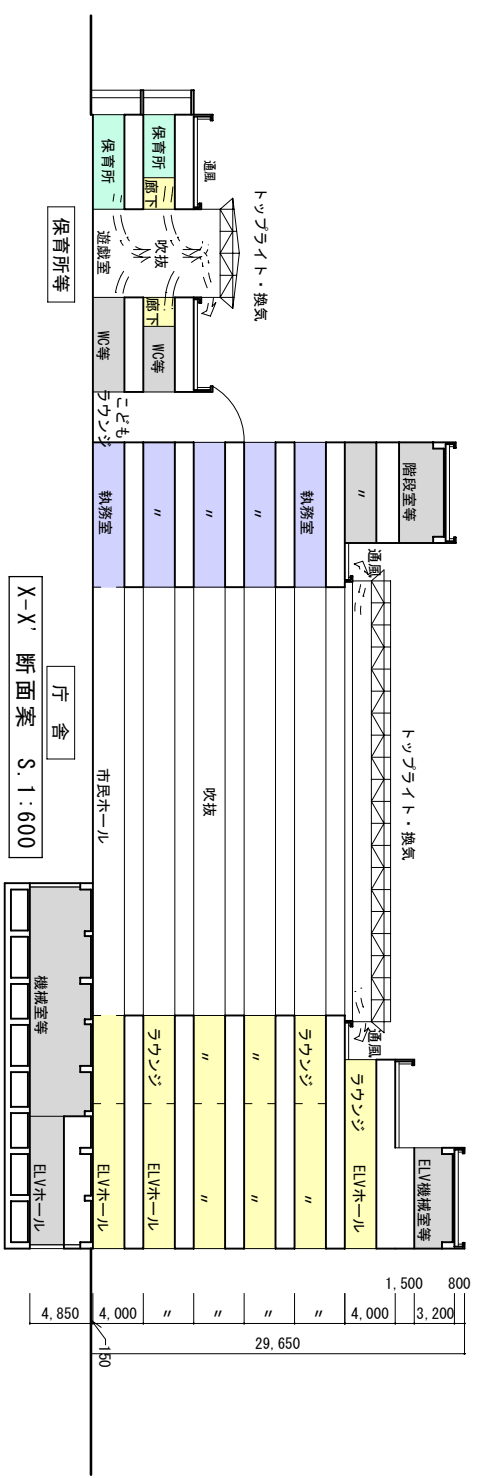 トップライト・換気
通風
保育所
廊下
保育所
吹抜
遊戯室
廊下
WC等
WC等
こども
ラウンジ
保育所等
階段室等
〃
執務室
〃
〃
〃
執務室
通風
トップライト・換気
通風
吹抜
市民ホール
ELV機械室等
ラウンジ
ELVホール
ラウンジ
〃
〃
〃
〃
〃
ラウンジ
ELVホール
ELVホール
機械室等
ELVホール
庁 舎
X-X' 断面案 S.1:600
4,850
4,000
〃
〃
〃
〃
4,000
1,500
3,200
800
150
29,650